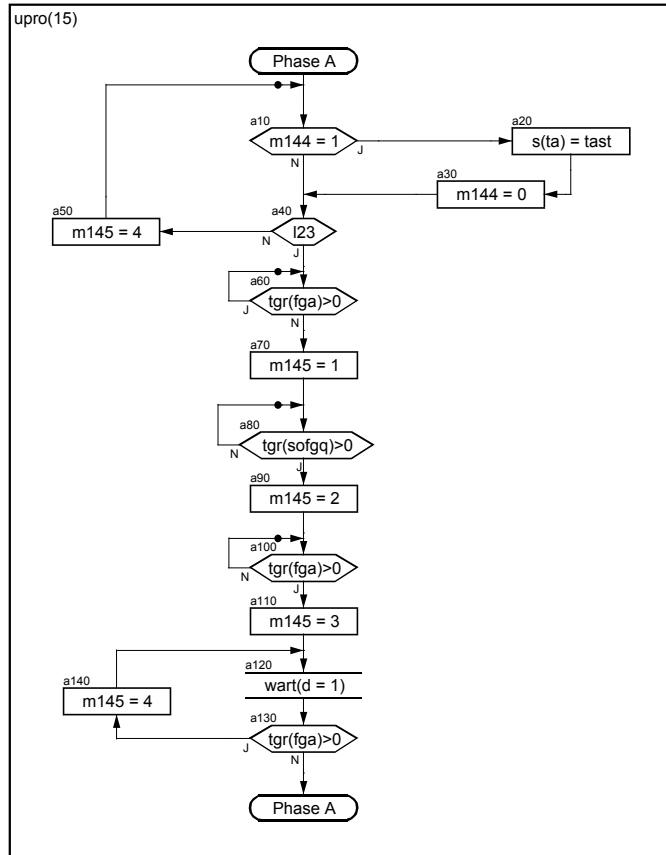 upro(15)
Phase A
a10
m144 = 1
J
N
a20
s(ta) = tast
a30
m144 = 0
a40
l23
N
J
a50
m145 = 4
a60
tgr(fga)>0
J
N
a70
m145 = 1
a80
tgr(sofgq)>0
N
J
a90
m145 = 2
a100
tgr(fga)>0
N
J
a110
m145 = 3
a120
wart(d = 1)
a140
m145 = 4
a130
tgr(fga)>0
J
N
Phase A